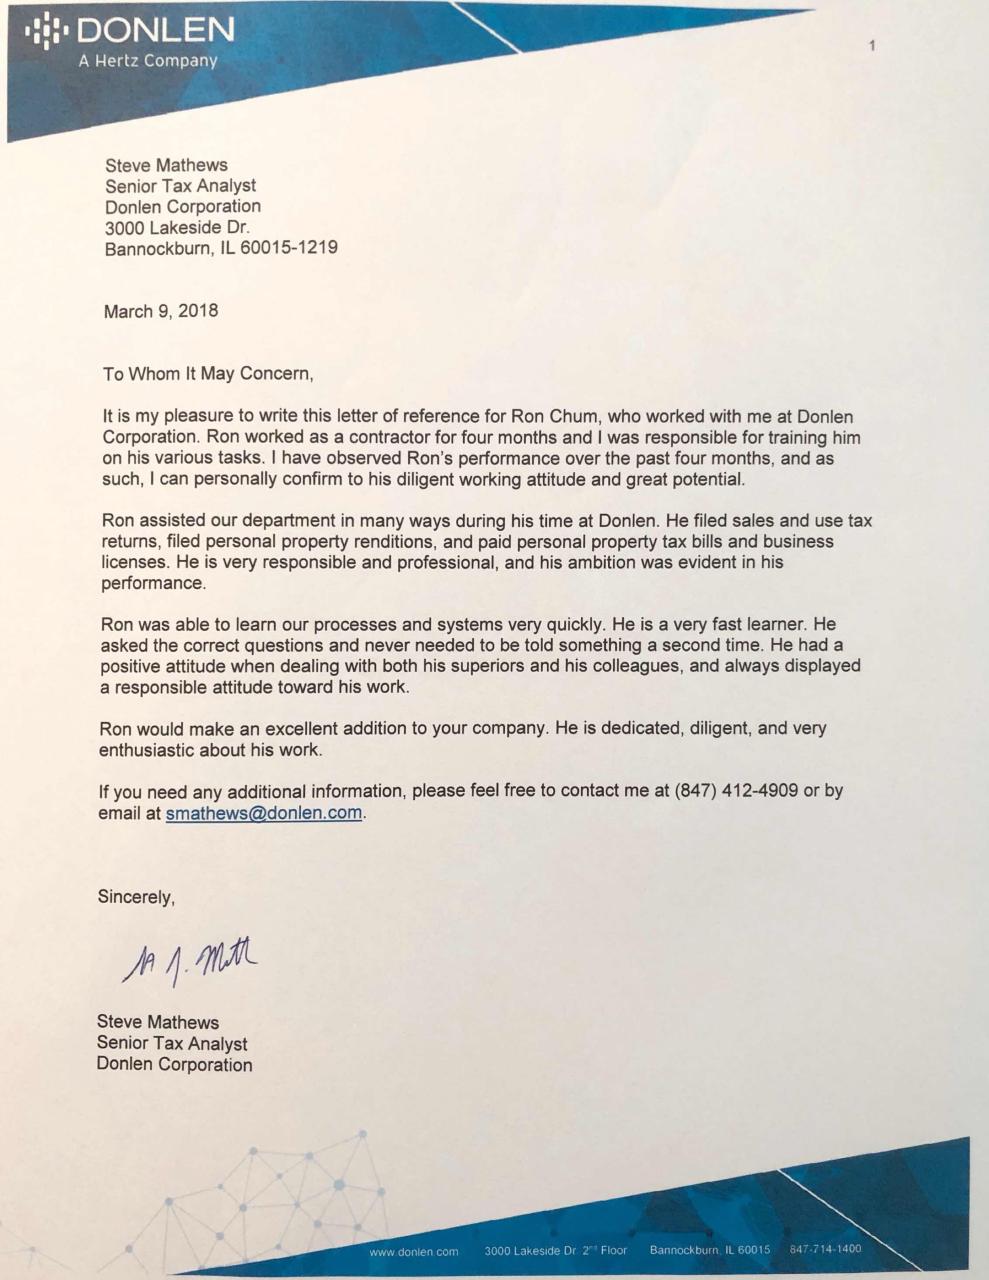 DONLEN
A Hertz Company
1
Steve Mathews
Senior Tax Analyst
Donlen Corporation
3000 Lakeside Dr.
Bannockburn, IL 60015-1219
March 9, 2018
To Whom It May Concern,
It is my pleasure to write this letter of reference for Ron Chum, who worked with me at Donlen
Corporation. Ron worked as a contractor for four months and I was responsible for training him
on his various tasks. I have observed Ron's performance over the past four months, and as
such, I can personally confirm to his diligent working attitude and great potential.
Ron assisted our department in many ways during his time at Donlen. He filed sales and use tax
returns, filed personal property renditions, and paid personal property tax bills and business
licenses. He is very responsible and professional, and his ambition was evident in his
performance.
Ron was able to learn our processes and systems very quickly. He is a very fast learner. He
asked the correct questions and never needed to be told something a second time. He had a
positive attitude when dealing with both his superiors and his colleagues, and always displayed
a responsible attitude toward his work.
Ron would make an excellent addition to your company. He is dedicated, diligent, and very
enthusiastic about his work.
If you need any additional information, please feel free to contact me at (847) 412-4909 or by
email at smathews@donlen.com.
Sincerely,
Steve Mathews
Senior Tax Analyst
Donlen Corporation
www.donlen.com 3000 Lakeside Dr 2nd Floor Bannockburn, IL 60015 847-714-1400